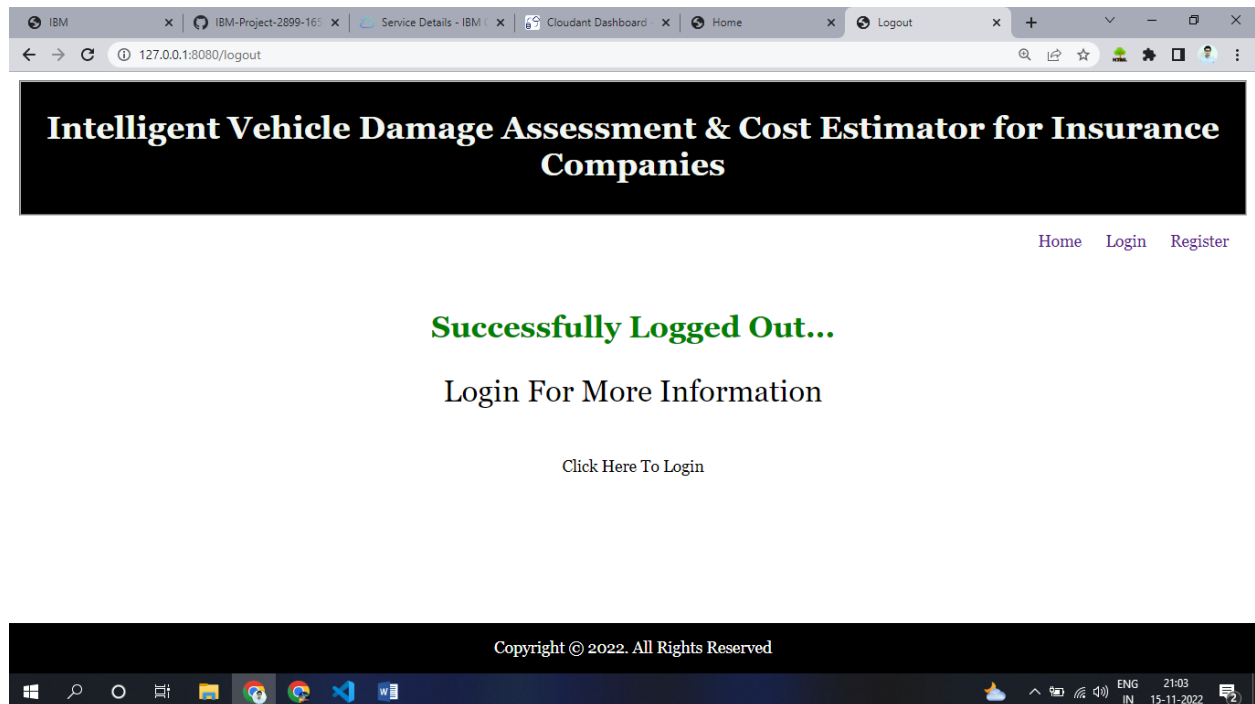 IBM
IBM-Project-2899-165
Service Details - IBM C
Cloudant Dashboard -
Home
Logout
127.0.0.1:8080/logout
Intelligent Vehicle Damage Assessment & Cost Estimator for Insurance
Companies
Home Login Register
Successfully Logged Out...
Login For More Information
Click Here To Login
Copyright © 2022. All Rights Reserved
ENG 21:03
IN 15-11-2022
2